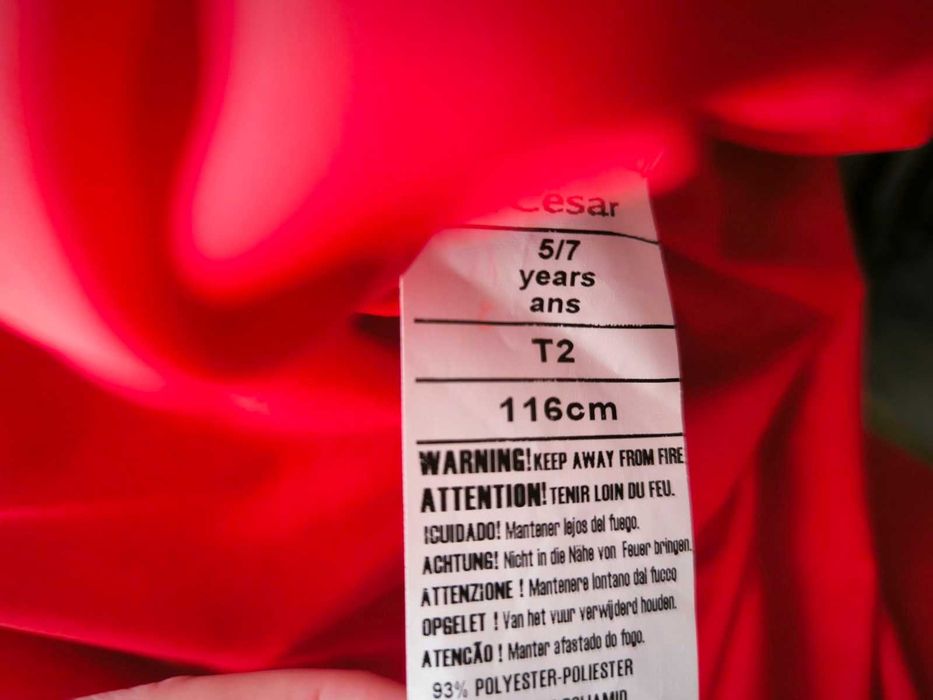 Cesar
5/7
years
ans
T2
116cm
WARNING! KEEP AWAY FROM FIRE
ATTENTION! TENIR LOIN DU FEU.
¡CUIDADO! Mantener lejos del fuego.
ACHTUNG! Nicht in die Nähe von Feuer bringen.
ATTENZIONE ! Mantenere lontano dal fucco
OPGELET ! Van het vuur verwijderd houden.
ATENCÃO ! Manter afastado do fogo.
93% POLYESTER-POLIESTER